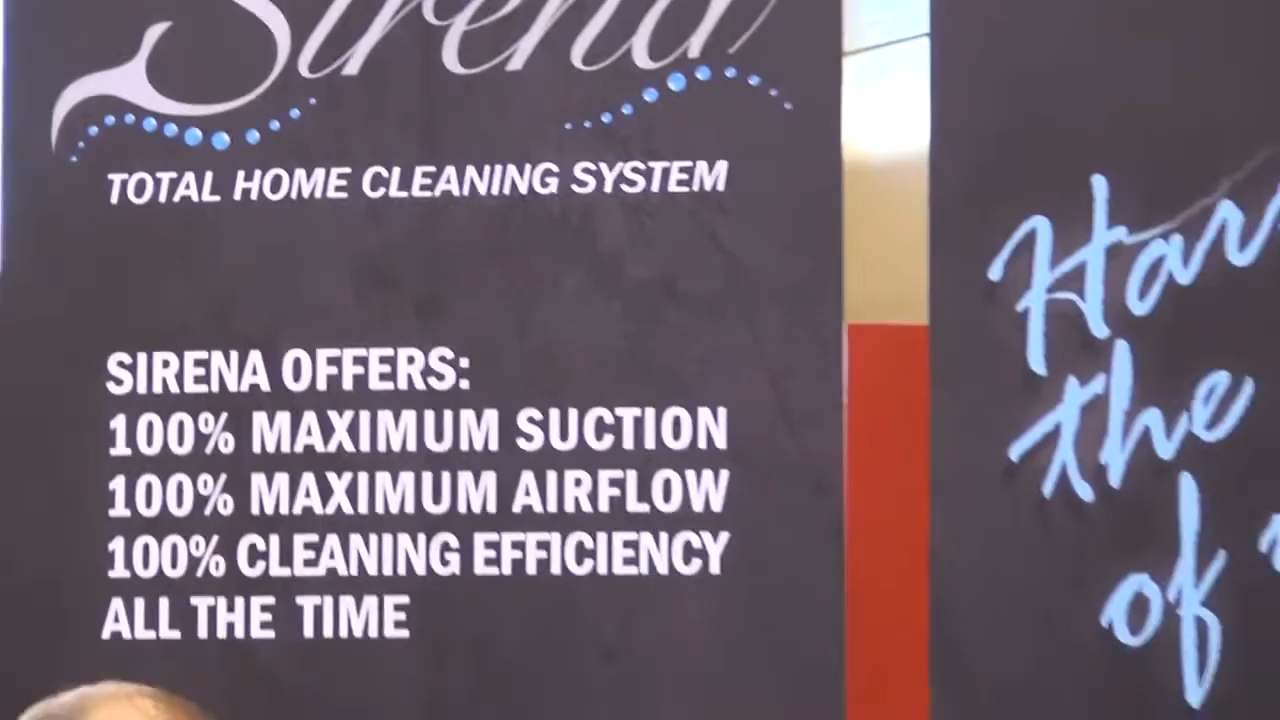 Sirena
TOTAL HOME CLEANING SYSTEM
SIRENA OFFERS:
100% MAXIMUM SUCTION
100% MAXIMUM AIRFLOW
100% CLEANING EFFICIENCY
ALL THE TIME
the
of